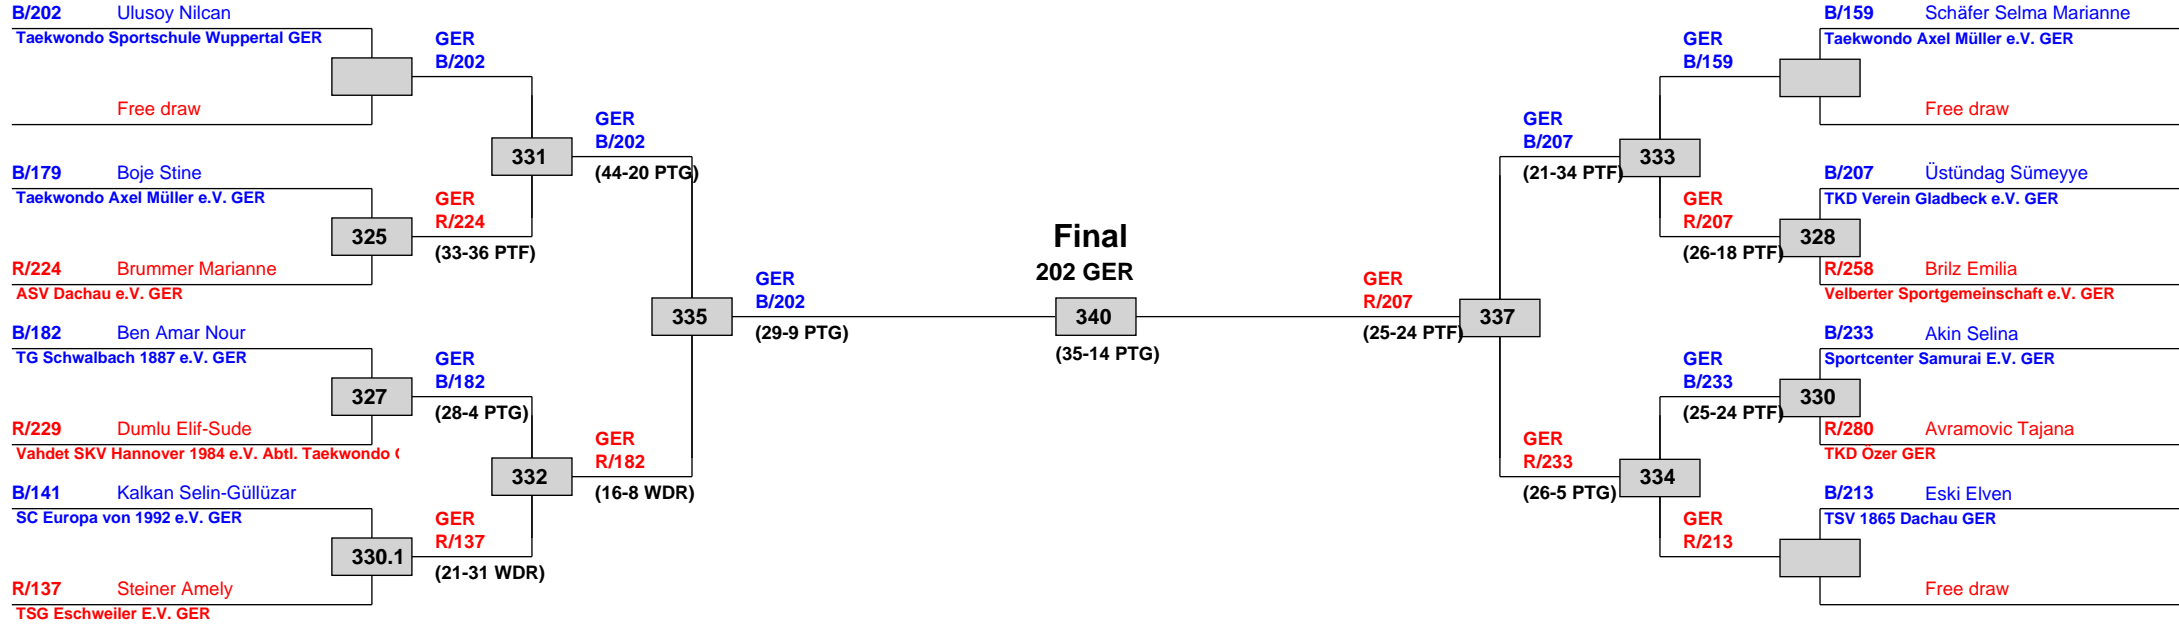 B/202 Ulusoy Nilcan
Taekwondo Sportschule Wuppertal GER
Free draw
B/179 Boje Stine
Taekwondo Axel Müller e.V. GER
R/224 Brummer Marianne
ASV Dachau e.V. GER
B/182 Ben Amar Nour
TG Schwalbach 1887 e.V. GER
R/229 Dumlu Elif-Sude
Vahdet SKV Hannover 1984 e.V. Abtl. Taekwondo
B/141 Kalkan Selin-Güllüzar
SC Europa von 1992 e.V. GER
R/137 Steiner Amely
TSG Eschweiler E.V. GER
GER
B/202
325
GER
R/224
(33-36 PTF)
327
GER
B/182
(28-4 PTG)
330.1
GER
R/137
(21-31 WDR)
331
GER
B/202
(44-20 PTG)
332
GER
R/182
(16-8 WDR)
335
GER
B/202
(29-9 PTG)
Final
202 GER
340
(35-14 PTG)
GER
R/207
(25-24 PTF)
337
GER
B/207
(21-34 PTF)
333
GER
R/233
(26-5 PTG)
334
GER
B/159
GER
R/207
(26-18 PTF)
328
GER
B/233
(25-24 PTF)
330
GER
R/213
B/159 Schäfer Selma Marianne
Taekwondo Axel Müller e.V. GER
Free draw
B/207 Üstündag Sümeyye
TKD Verein Gladbeck e.V. GER
R/258 Brilz Emilia
Velberter Sportgemeinschaft e.V. GER
B/233 Akin Selina
Sportcenter Samurai E.V. GER
R/280 Avramovic Tajana
TKD Özer GER
B/213 Eski Elven
TSV 1865 Dachau GER
Free draw